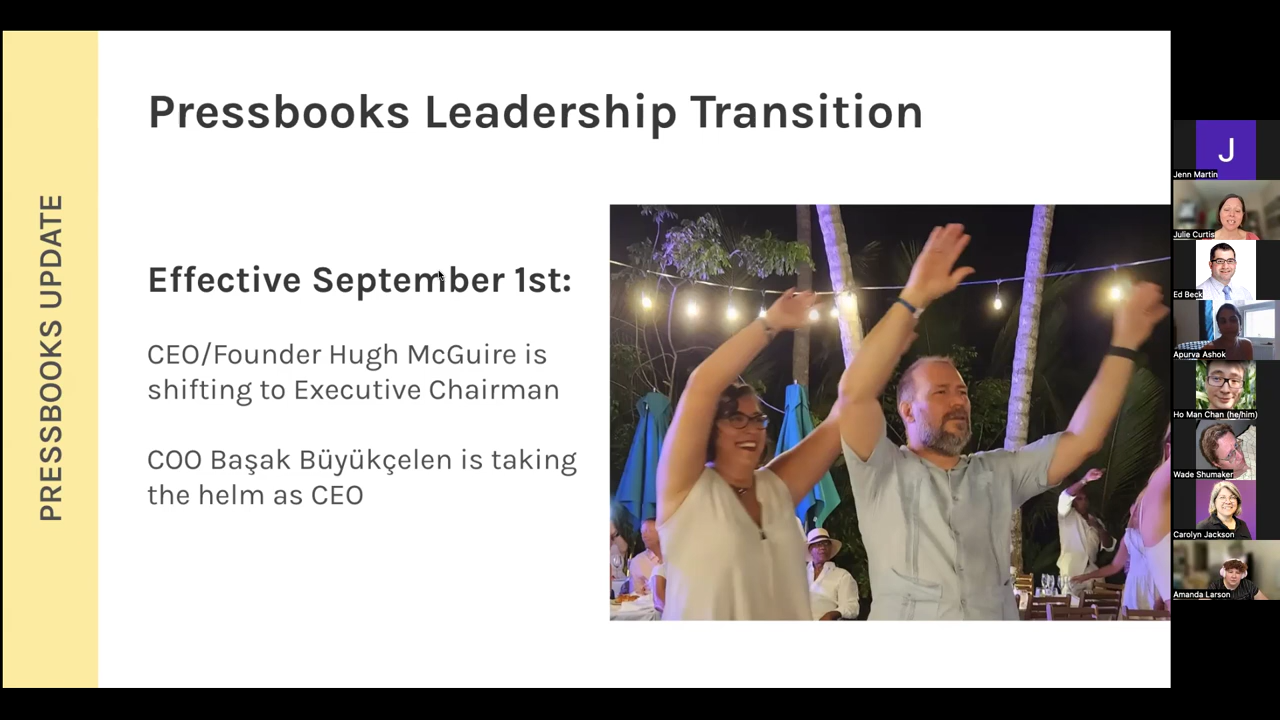 Pressbooks Leadership Transition
PRESSBOOKS UPDATE
Effective September 1st:
CEO/Founder Hugh McGuire is
shifting to Executive Chairman
COO Başak Büyükçelen is taking
the helm as CEO
J
Jenn Martin
Julie Curtis
Ed Beck
Apurva Ashok
Ho Man Chan (he/him)
Wade Shumaker
Carolyn Jackson
Amanda Larson